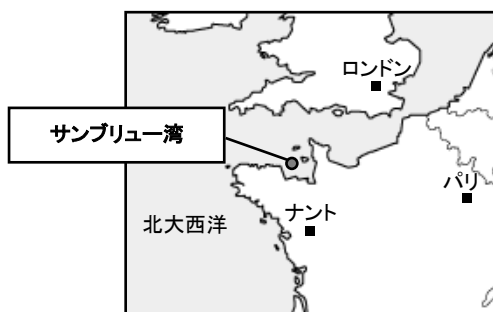 ロンドン
サンブリュー湾
パリ
ナント
北大西洋